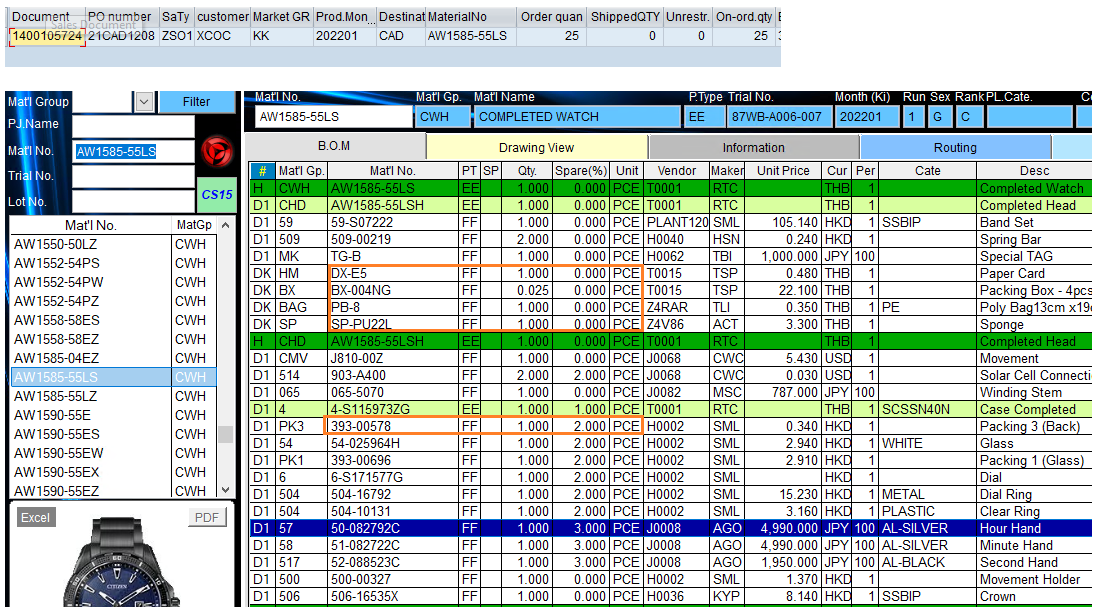 Document PO number SaTy customer Market GR Prod.Mon... Destinat MaterialNo Order quan ShippedQTY Unrestr. On-ord.qty
Sales Document
1400105724 21CAD1208 ZSO1 XCOC KK 202201 CAD AW1585-55LS 25 0 0 25
Mat'l Group Filter
P.J.Name
Mat'l No. AW1585-55LS
Trial No.
Lot No. CS15
Mat'l No. MatGp
AW1550-50LZ CWH
AW1552-54PS CWH
AW1552-54PW CWH
AW1552-54PZ CWH
AW1558-58ES CWH
AW1558-58EZ CWH
AW1585-04EZ CWH
AW1585-55LS CWH
AW1585-55LZ CWH
AW1590-55E CWH
AW1590-55ES CWH
AW1590-55EW CWH
AW1590-55EX CWH
AW1590-55EZ CWH
Excel PDF
CITIZEN
Mat'l No. Mat'l Gp. Mat'l Name P.Type Trial No. Month (Ki) Run Sex Rank PL.Cate.
AW1585-55LS CWH COMPLETED WATCH EE 87WB-A006-007 202201 1 G C
B.O.M Drawing View Information Routing
# Mat'l Gp. Mat'l No. PT SP Qty. Spare(%) Unit Vendor Maker Unit Price Cur Per Cate Desc
H CWH AW1585-55LS EE 1.000 0.000 PCE T0001 RTC THB 1 Completed Watch
D1 CHD AW1585-55LSH EE 1.000 0.000 PCE T0001 RTC THB 1 Completed Head
D1 59 59-S07222 FF 1.000 0.000 PCE PLANT120 SML 105.140 HKD 1 SSBIP Band Set
D1 509 509-00219 FF 2.000 0.000 PCE H0040 HSN 0.240 HKD 1 Spring Bar
D1 MK TG-B FF 1.000 0.000 PCE H0062 TBI 1,000.000 JPY 100 Special TAG
DK HM DX-E5 FF 1.000 0.000 PCE T0015 TSP 0.480 THB 1 Paper Card
DK BX BX-004NG FF 0.025 0.000 PCE T0015 TSP 22.100 THB 1 Packing Box - 4pcs
DK BAG PB-8 FF 1.000 0.000 PCE Z4RAR TLI 0.350 THB 1 PE Poly Bag13cm x19
DK SP SP-PU22L FF 1.000 0.000 PCE Z4V86 ACT 3.300 THB 1 Sponge
H CHD AW1585-55LSH EE 1.000 0.000 PCE T0001 RTC THB 1 Completed Head
D1 CMV J810-00Z FF 1.000 0.000 PCE J0068 CWC 5.430 USD 1 Movement
D1 514 903-A400 FF 2.000 2.000 PCE J0068 CWC 0.030 USD 1 Solar Cell Connecti
D1 065 065-5070 FF 1.000 0.000 PCE J0082 MSC 787.000 JPY 100 Winding Stem
D1 4 4-S115973ZG EE 1.000 0.000 PCE T0001 RTC THB 1 SCSSN40N Case Completed
D1 PK3 393-00578 FF 1.000 2.000 PCE H0002 SML 0.340 HKD 1 Packing 3 (Back)
D1 54 54-025964H FF 1.000 2.000 PCE H0002 SML 2.940 HKD 1 WHITE Glass
D1 PK1 393-00696 FF 1.000 2.000 PCE H0002 SML 2.910 HKD 1 Packing 1 (Glass)
D1 6 6-S171577G FF 1.000 2.000 PCE H0002 SML HKD 1 Dial
D1 504 504-16792 FF 1.000 2.000 PCE H0002 SML 15.230 HKD 1 METAL Dial Ring
D1 504 504-10131 FF 1.000 2.000 PCE H0002 SML 3.160 HKD 1 PLASTIC Clear Ring
D1 57 50-082792C FF 1.000 3.000 PCE J0008 AGO 4,990.000 JPY 100 AL-SILVER Hour Hand
D1 58 51-082722C FF 1.000 3.000 PCE J0008 AGO 4,990.000 JPY 100 AL-SILVER Minute Hand
D1 517 52-088523C FF 1.000 3.000 PCE J0008 AGO 1,950.000 JPY 100 AL-BLACK Second Hand
D1 500 500-00327 FF 1.000 0.000 PCE H0002 SML 1.370 HKD 1 Movement Holder
D1 506 506-16535X FF 1.000 2.000 PCE H0036 KYP 8.140 HKD 1 SSBIP Crown